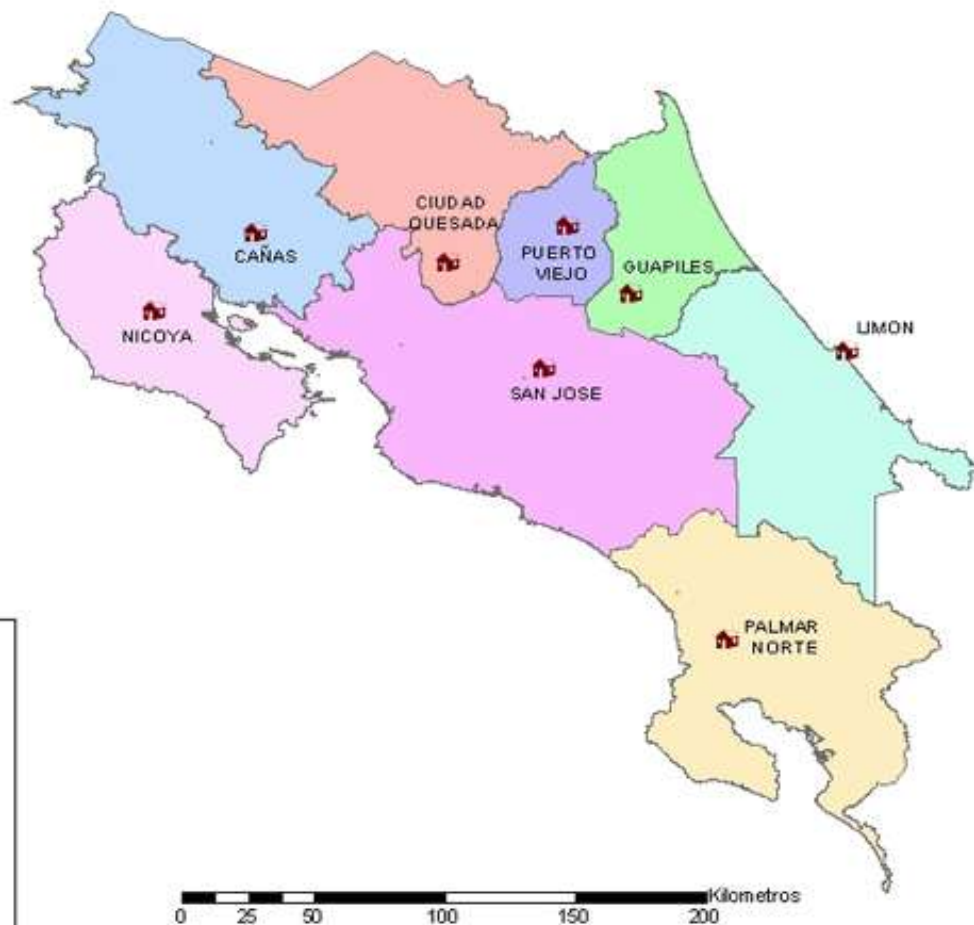 CIUDAD
QUESADA
CAÑAS
PUERTO
VIEJO
GUAPILES
NICOYA
LIMON
SAN JOSE
PALMAR
NORTE
Kilometros
0 25 50 100 150 200